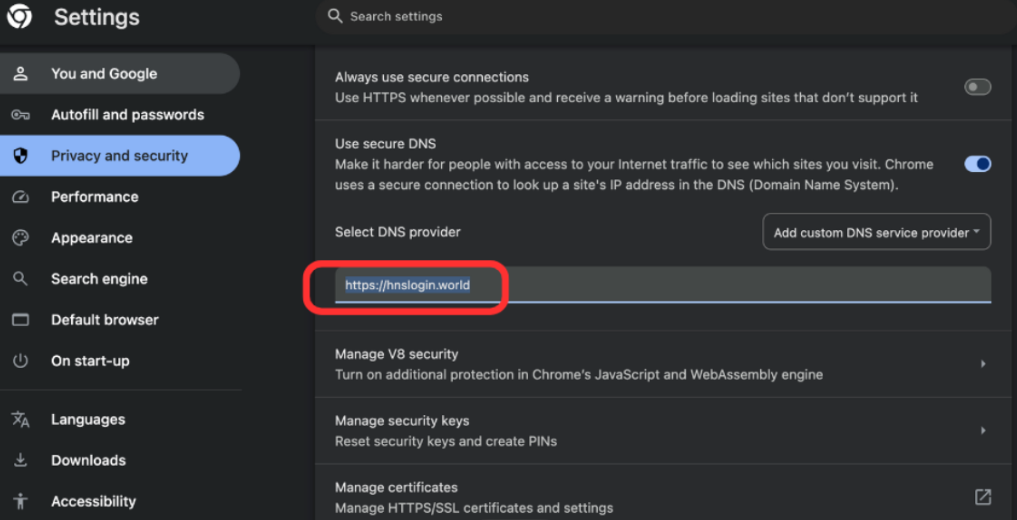 Settings
Search settings
You and Google
Autofill and passwords
Privacy and security
Performance
Appearance
Search engine
Default browser
On start-up
Languages
Downloads
Accessibility
Always use secure connections
Use HTTPS whenever possible and receive a warning before loading sites that don't support it
Use secure DNS
Make it harder for people with access to your Internet traffic to see which sites you visit. Chrome
uses a secure connection to look up a site's IP address in the DNS (Domain Name System).
Select DNS provider
Add custom DNS service provider
https://hnslogin.world
Manage V8 security
Turn on additional protection in Chrome's JavaScript and WebAssembly engine
Manage security keys
Reset security keys and create PINs
Manage certificates
Manage HTTPS/SSL certificates and settings